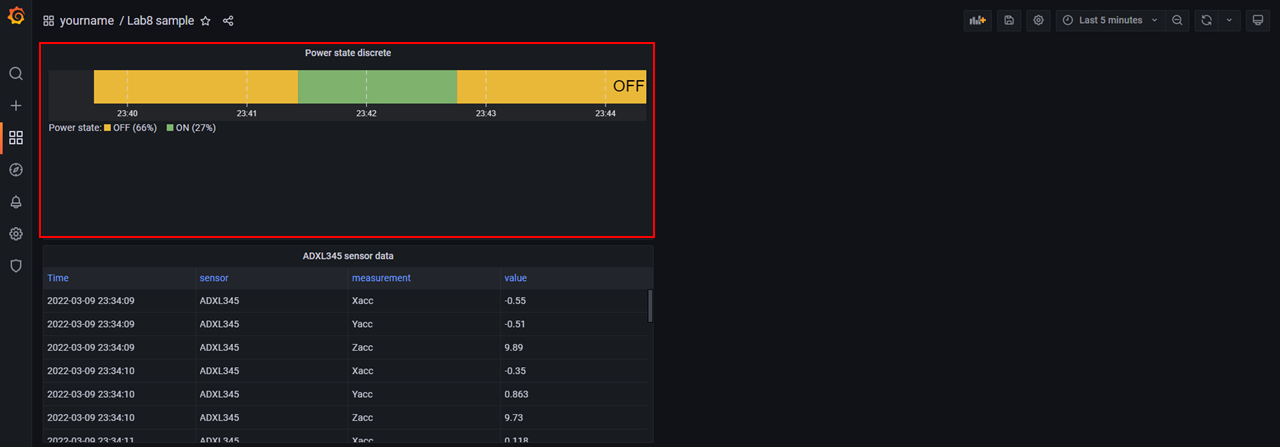 yourname / Lab8 sample
Last 5 minutes
Power state discrete
OFF
23:40 23:41 23:42 23:43 23:44
Power state: OFF (66%) ON (27%)
ADXL345 sensor data
Time sensor measurement value
2022-03-09 23:34:09 ADXL345 Xacc -0.55
2022-03-09 23:34:09 ADXL345 Yacc -0.51
2022-03-09 23:34:09 ADXL345 Zacc 9.89
2022-03-09 23:34:10 ADXL345 Xacc -0.35
2022-03-09 23:34:10 ADXL345 Yacc 0.863
2022-03-09 23:34:10 ADXL345 Zacc 9.73
2022-03-09 23:34:11 ADXL345 Xacc 0.118